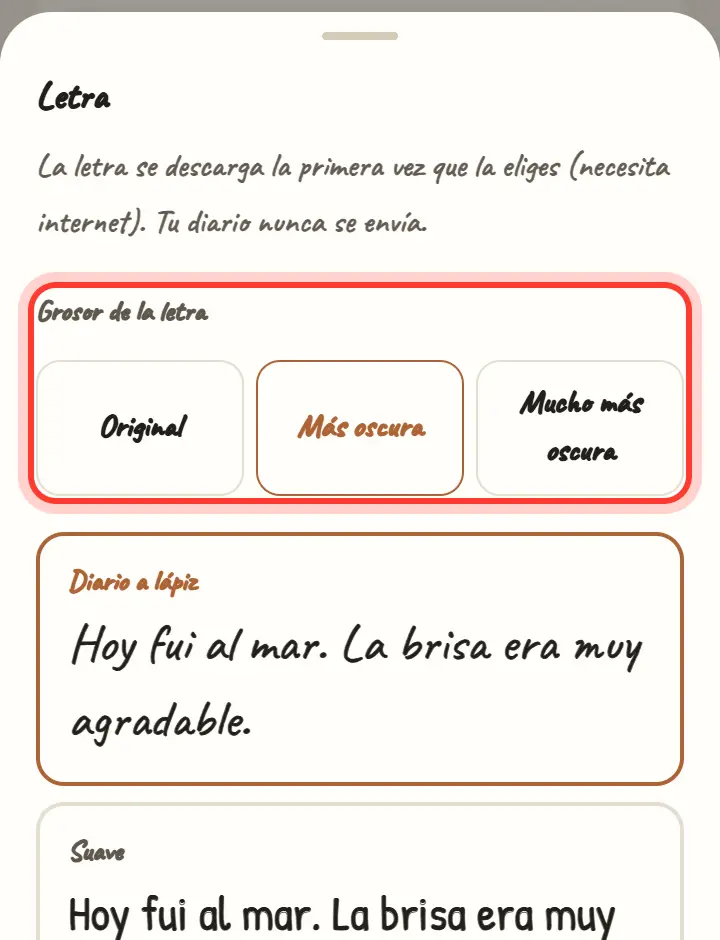 Letra
La letra se descarga la primera vez que la eliges (necesita
internet). Tu diario nunca se envía.
Grosor de la letra
Original
Más oscura
Mucho más
oscura
Diario a lápiz
Hoy fui al mar. La brisa era muy
agradable.
Suave
Hoy fui al mar. La brisa era muy